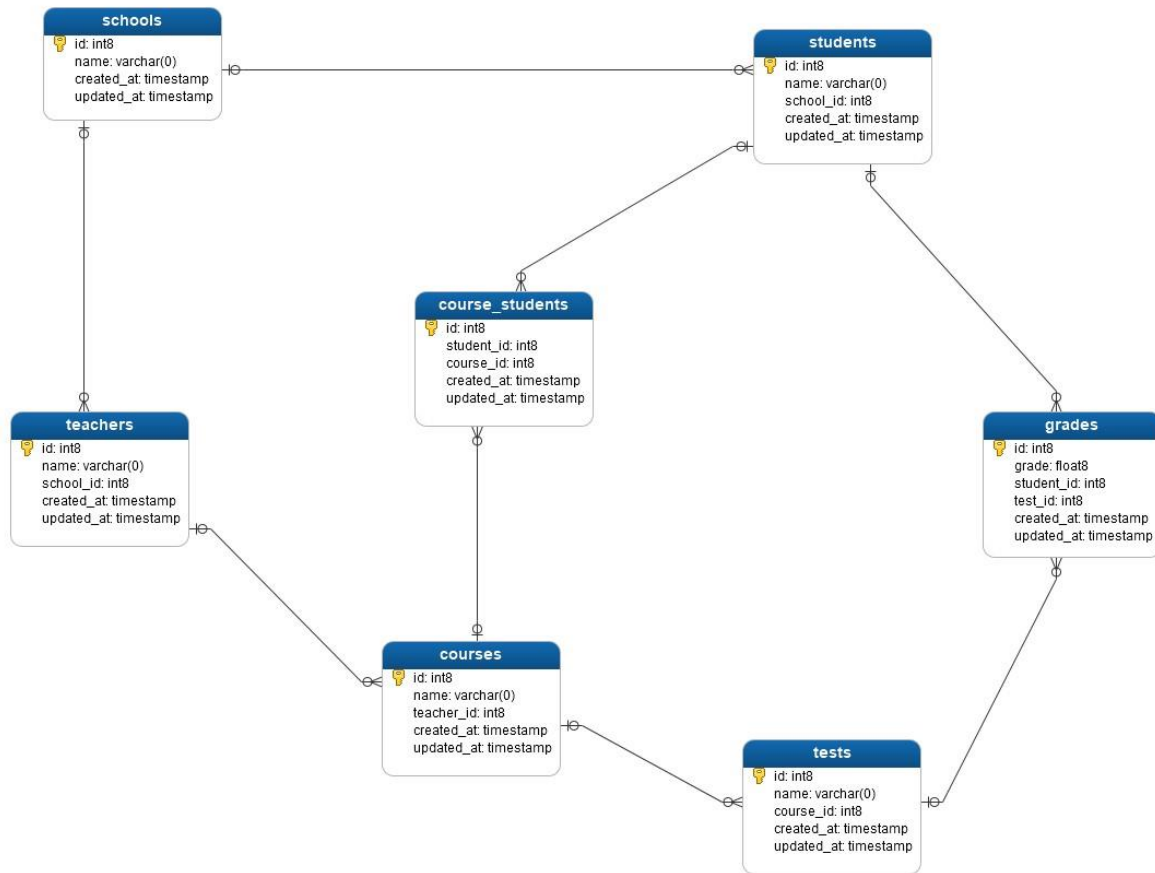 schools
id: int8
name: varchar(0)
created_at: timestamp
updated_at: timestamp
students
id: int8
name: varchar(0)
school_id: int8
created_at: timestamp
updated_at: timestamp
course_students
id: int8
student_id: int8
course_id: int8
created_at: timestamp
updated_at: timestamp
teachers
id: int8
name: varchar(0)
school_id: int8
created_at: timestamp
updated_at: timestamp
grades
id: int8
grade: float8
student_id: int8
test_id: int8
created_at: timestamp
updated_at: timestamp
courses
id: int8
name: varchar(0)
teacher_id: int8
created_at: timestamp
updated_at: timestamp
tests
id: int8
name: varchar(0)
course_id: int8
created_at: timestamp
updated_at: timestamp